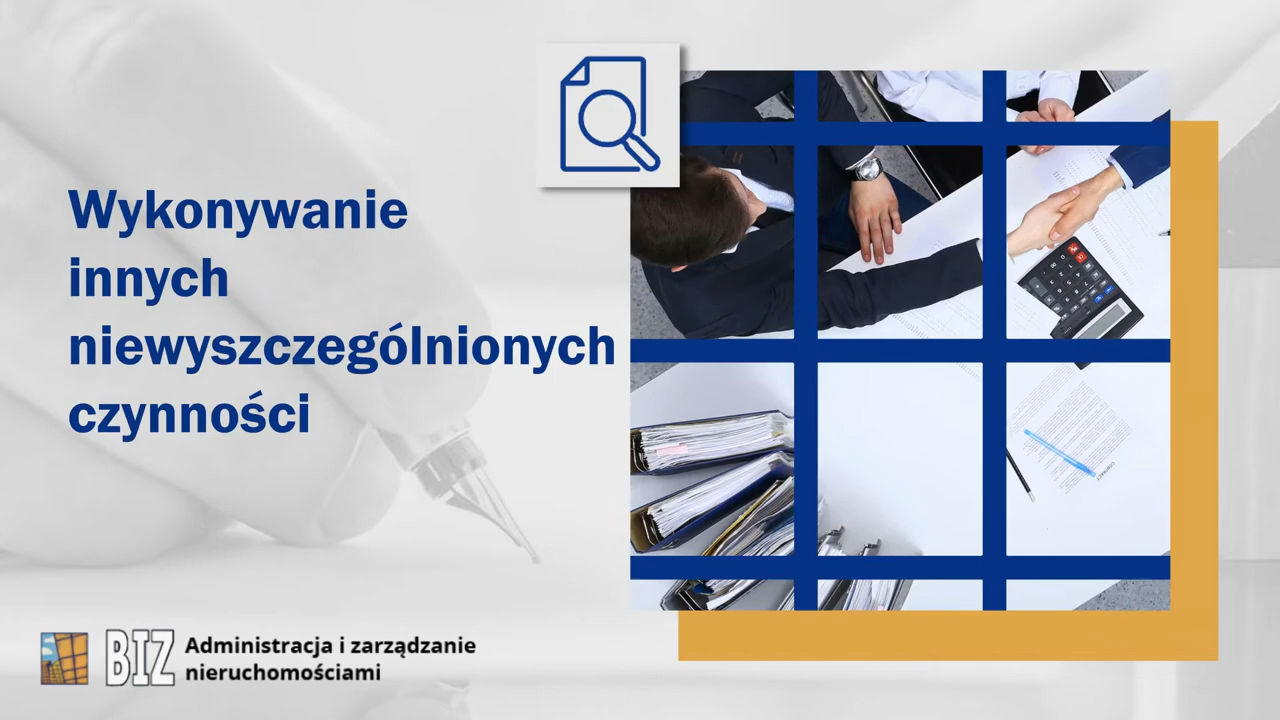 Wykonywanie
innych
niewyszczególnionych
czynności
BIZ Administracja i zarządzanie
nieruchomościami